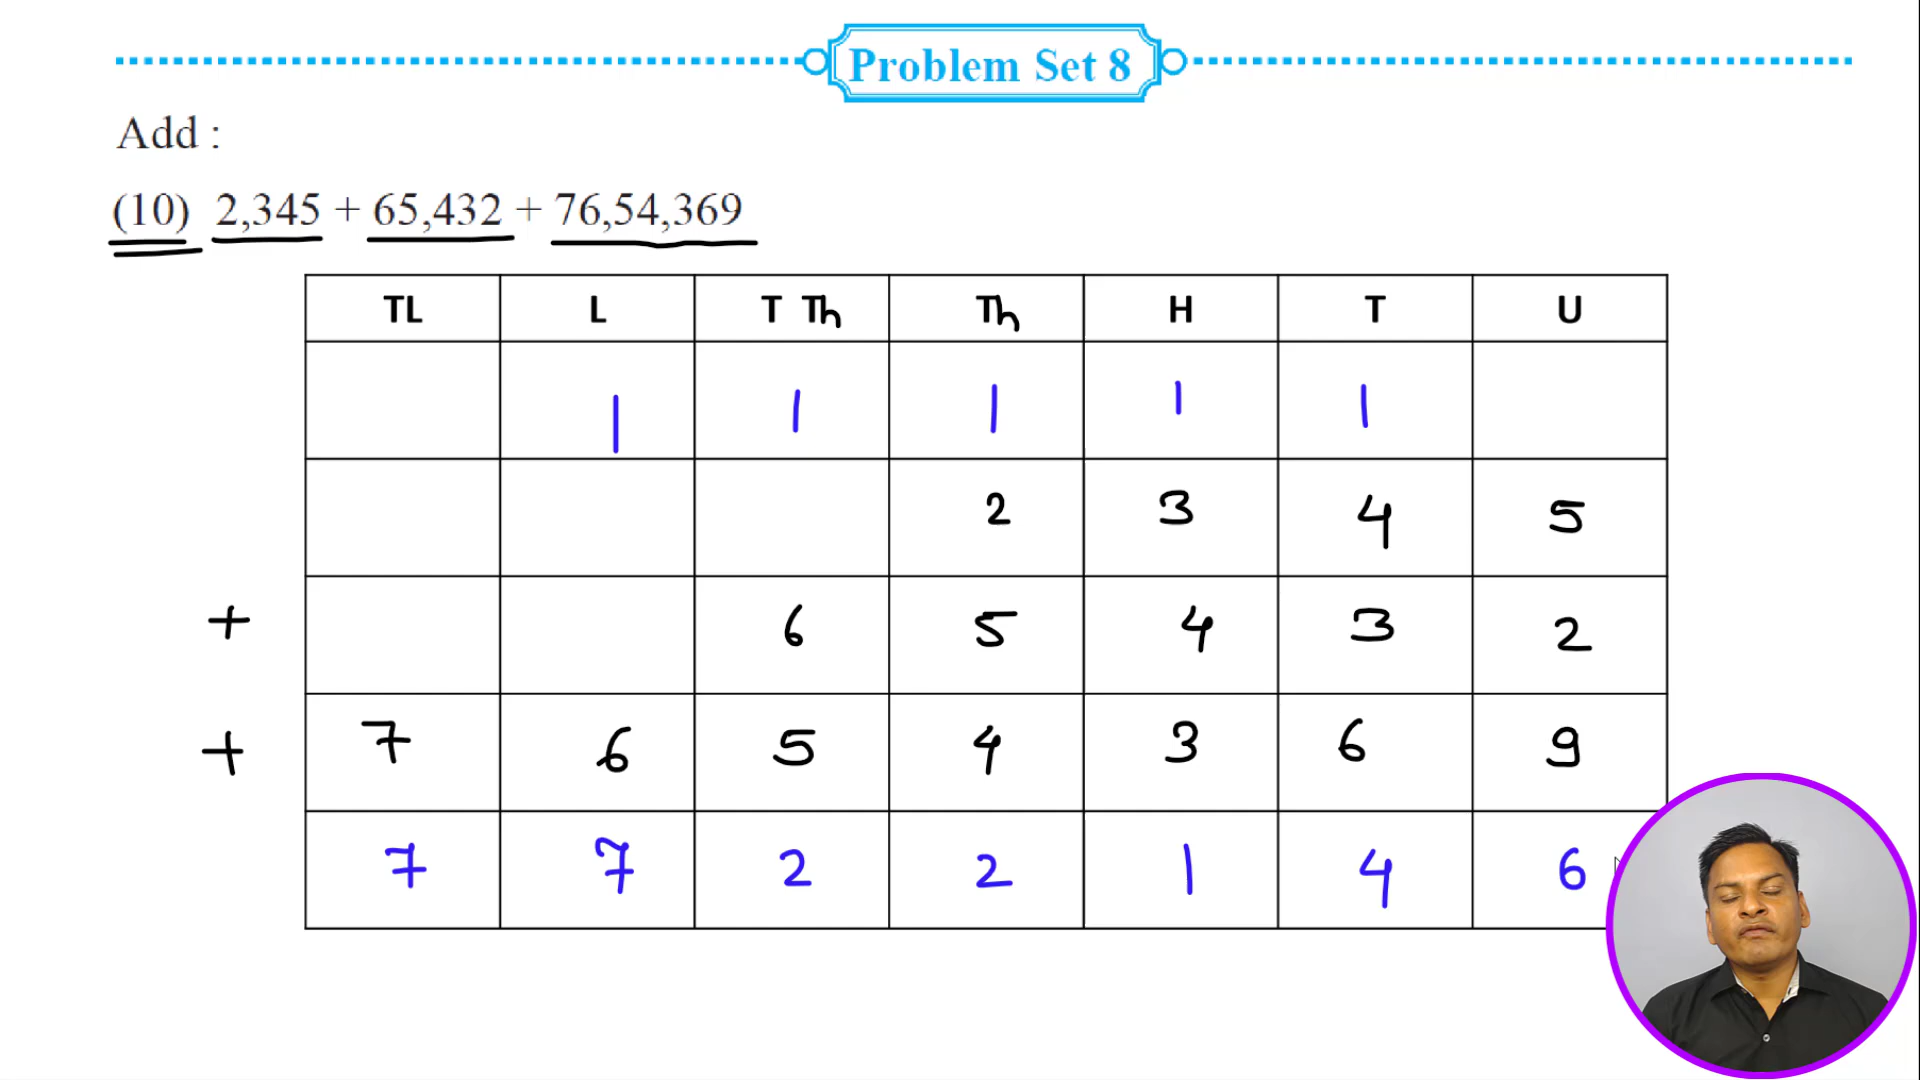 Problem Set 8
Add :
(10) 2,345 + 65,432 + 76,54,369
TL L T Th Th H T U
1 1 1 1 1
2 3 4 5
+ 6 5 4 3 2
+ 7 6 5 4 3 6 9
7 7 2 2 1 4 6